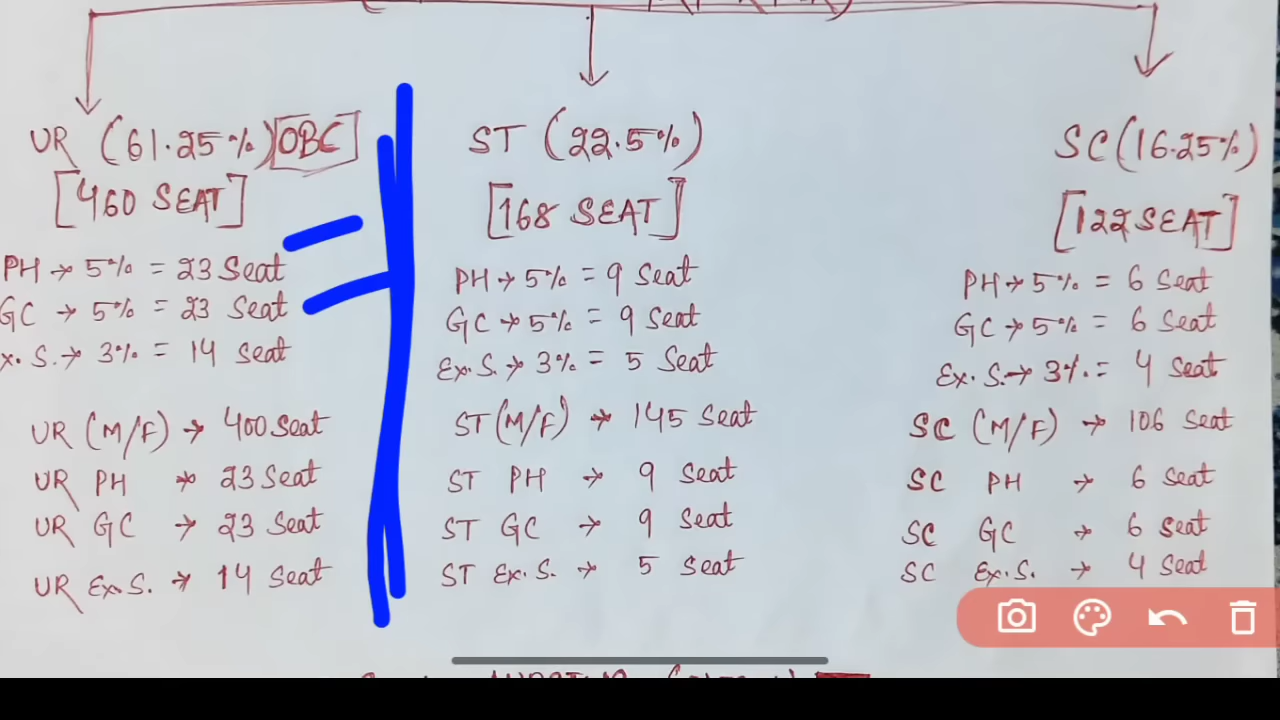 UR (61.25%) OBC
[460 SEAT]
PH → 5% = 23 Seat
GC → 5% = 23 Seat
x. S. → 3% = 14 Seat
UR (M/F) → 400 Seat
UR PH → 23 Seat
UR GC → 23 Seat
UR Ex.S. → 14 Seat
ST (22.5%)
[168 SEAT]
PH → 5% = 9 Seat
GC → 5% = 9 Seat
Ex.S. → 3% = 5 Seat
ST (M/F) → 145 Seat
ST PH → 9 Seat
ST GC → 9 Seat
ST Ex.S. → 5 Seat
SC (16.25%)
[122 SEAT]
PH → 5% = 6 Seat
GC → 5% = 6 Seat
Ex. S. → 3% = 4 Seat
SC (M/F) → 106 Seat
SC PH → 6 Seat
SC GC → 6 Seat
SC Ex.S. → 4 Seat